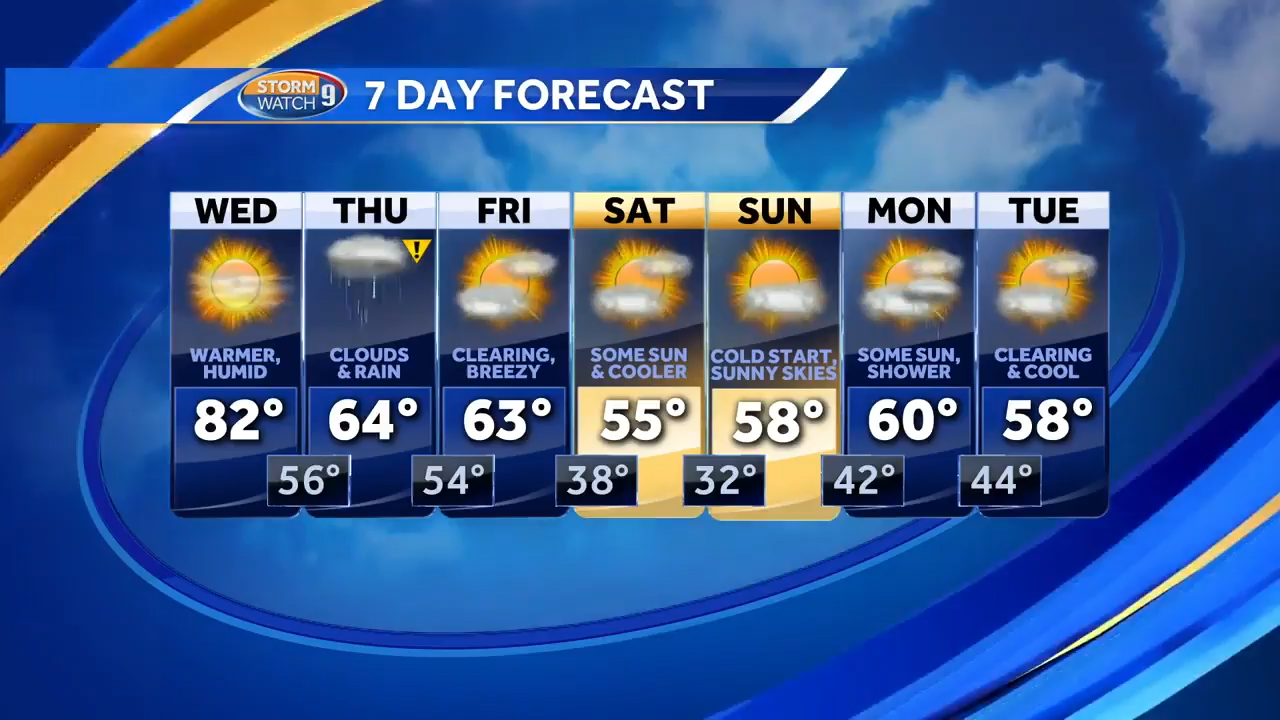 STORM
WATCH 9
7 DAY FORECAST
WED THU FRI SAT SUN MON TUE
!
WARMER, CLOUDS CLEARING, SOME SUN COLD START, SOME SUN, CLEARING
HUMID & RAIN BREEZY & COOLER SUNNY SKIES SHOWER & COOL
82° 64° 63° 55° 58° 60° 58°
56° 54° 38° 32° 42° 44°